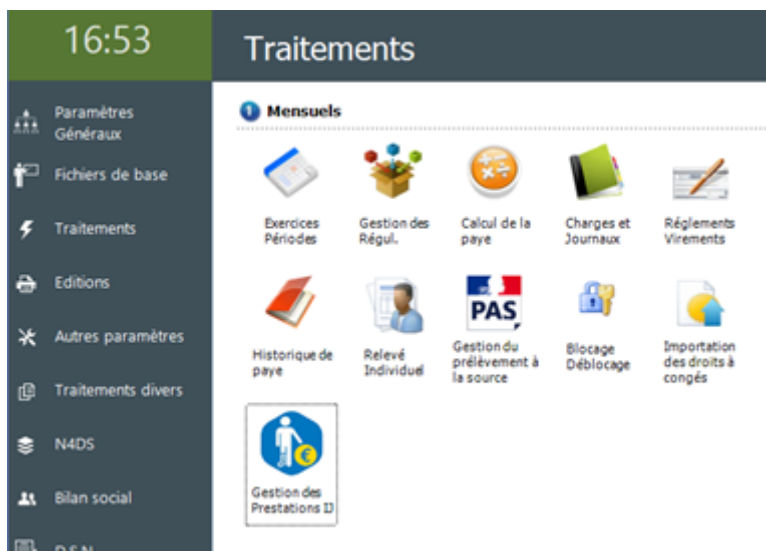 16:53
Traitements
Paramètres
Généraux
Fichiers de base
Traitements
Editions
Autres paramètres
Traitements divers
N4DS
Bilan social
D.S.N
1 Mensuels
Exercices
Périodes
Gestion des
Régul.
Calcul de la
paye
Charges et
Journaux
Réglements
Virements
Historique de
paye
Relevé
Individuel
PAS
Gestion du
prélèvement à
la source
Blocage
Déblocage
Importation
des droits à
congés
Gestion des
Prestations IJ